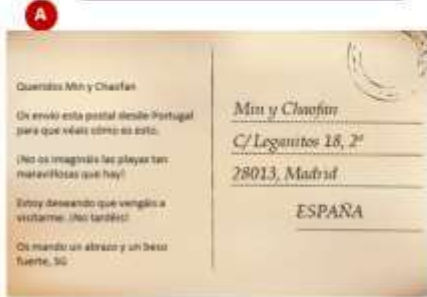 A
Queridos Min y Chaofan
Os envío esta postal desde Portugal
para que veáis cómo es esto.
¡No os imagináis las playas tan
maravillosas que hay!
Estoy deseando que vengáis a
visitarme. ¡No tardéis!
Os mando un abrazo y un beso
fuerte, SG
Min y Chaofan
C/ Leganitos 18, 2º
28013, Madrid
ESPAÑA